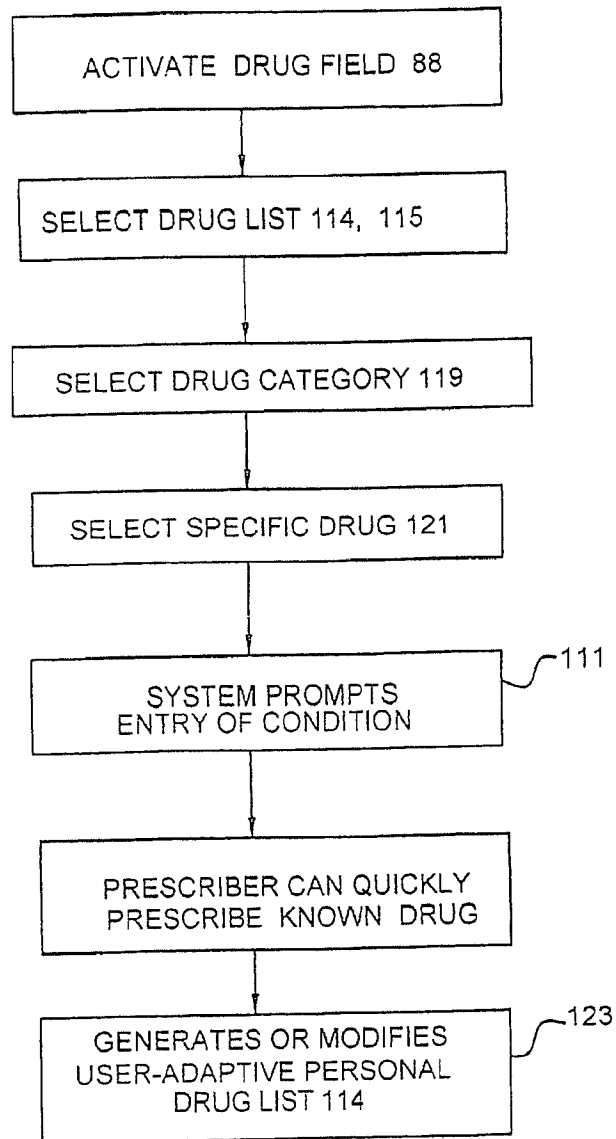 ACTIVATE DRUG FIELD 88
SELECT DRUG LIST 114, 115
SELECT DRUG CATEGORY 119
SELECT SPECIFIC DRUG 121
SYSTEM PROMPTS
ENTRY OF CONDITION
111
PRESCRIBER CAN QUICKLY
PRESCRIBE KNOWN DRUG
GENERATES OR MODIFIES
USER-ADAPTIVE PERSONAL
DRUG LIST 114
123